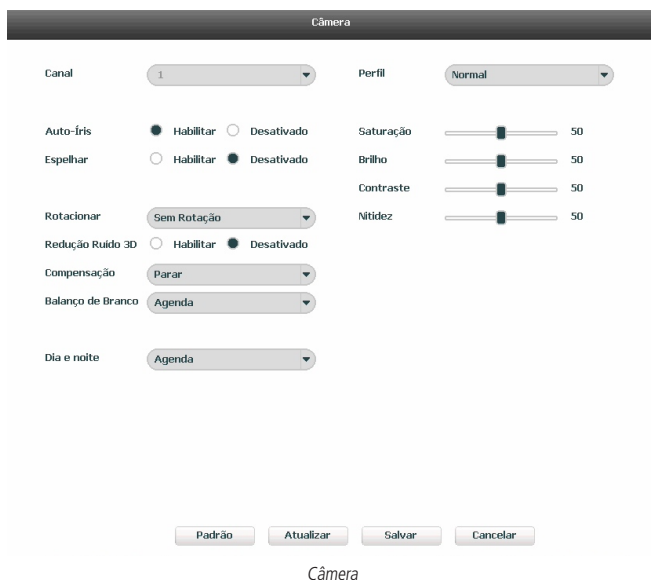 Câmera
Canal 1 Perfil Normal
Auto-Íris Habilitar Desativado Saturação 50
Espelhar Habilitar Desativado Brilho 50
Contraste 50
Rotacionar Sem Rotação Nitidez 50
Redução Ruído 3D Habilitar Desativado
Compensação Parar
Balanço de Branco Agenda
Dia e noite Agenda
Padrão Atualizar Salvar Cancelar
Câmera